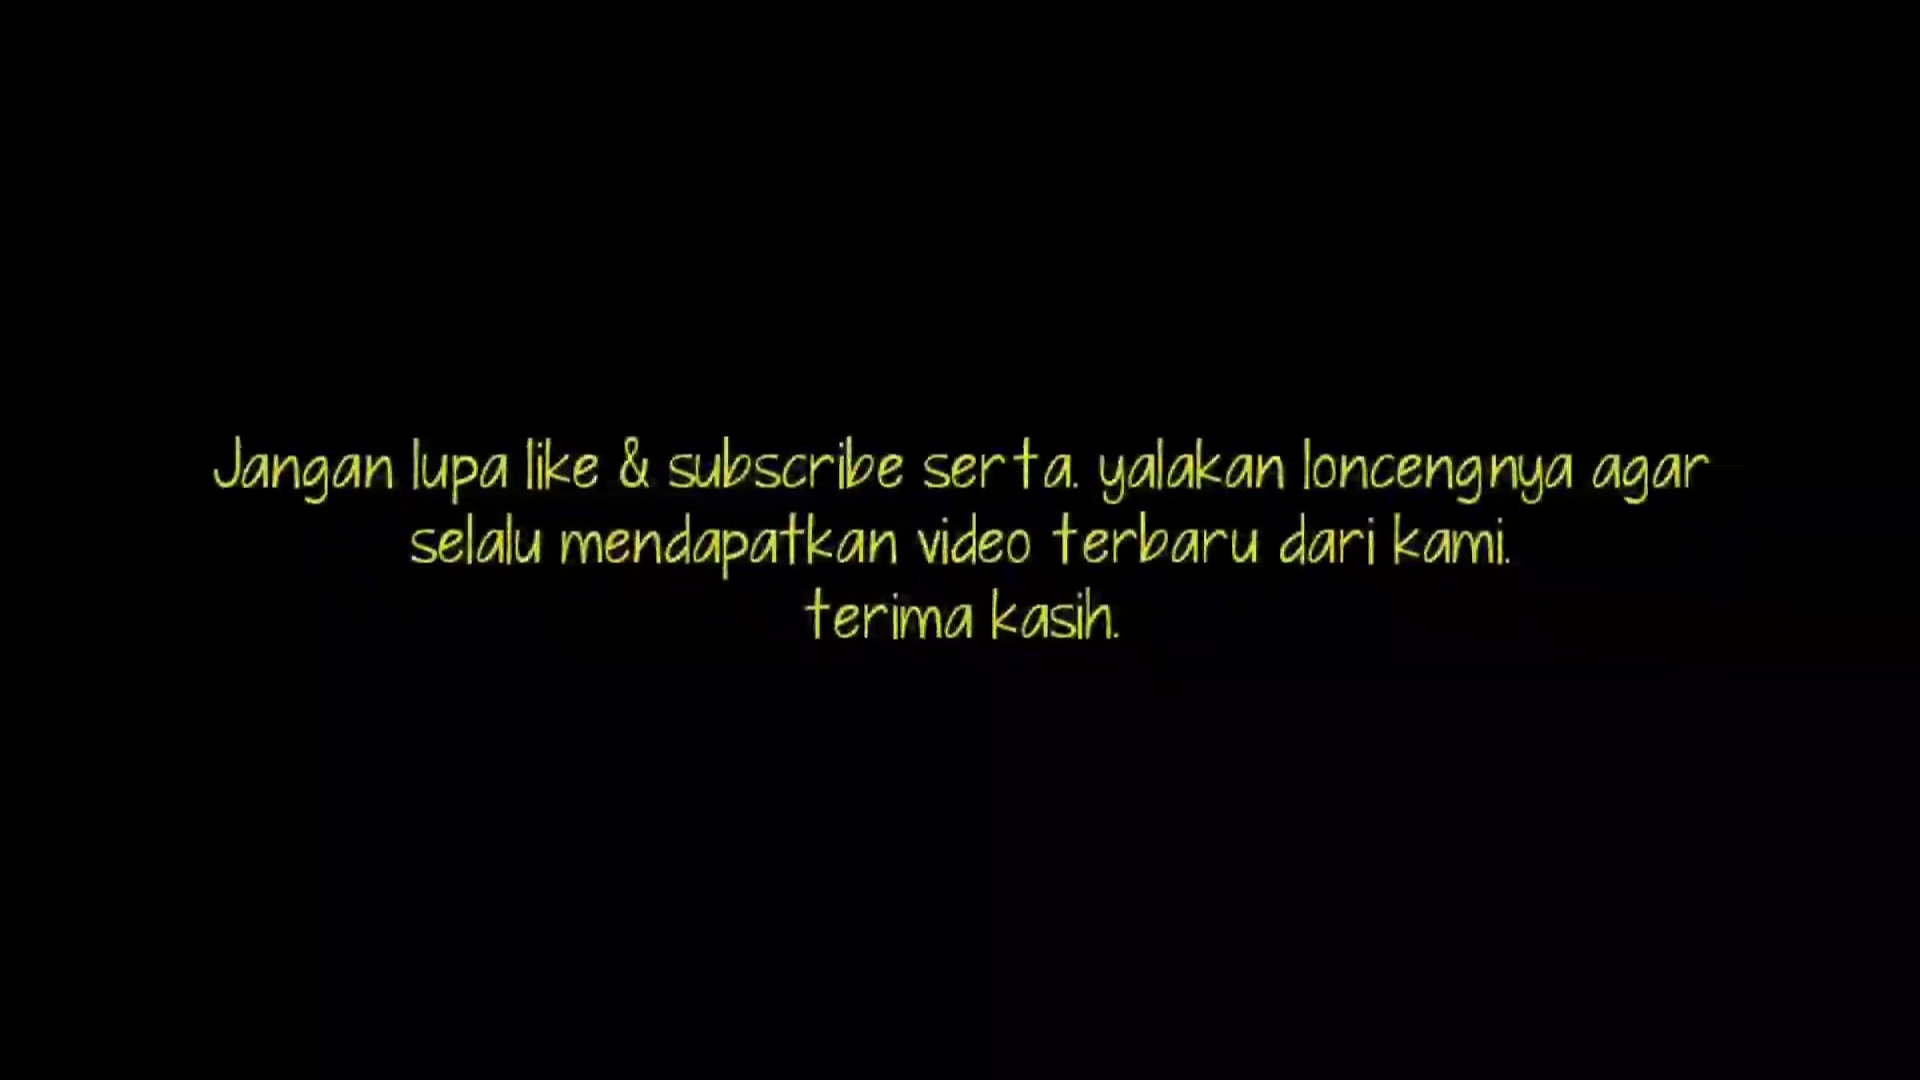 Jangan lupa like & subscribe serta. yalakan loncengnya agar
selalu mendapatkan video terbaru dari kami.
terima kasih.